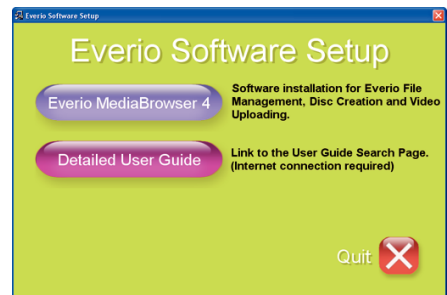 Everio Software Setup
Everio Software Setup
Everio MediaBrowser 4
Software installation for Everio File
Management, Disc Creation and Video
Uploading.
Detailed User Guide
Link to the User Guide Search Page.
(Internet connection required)
Quit